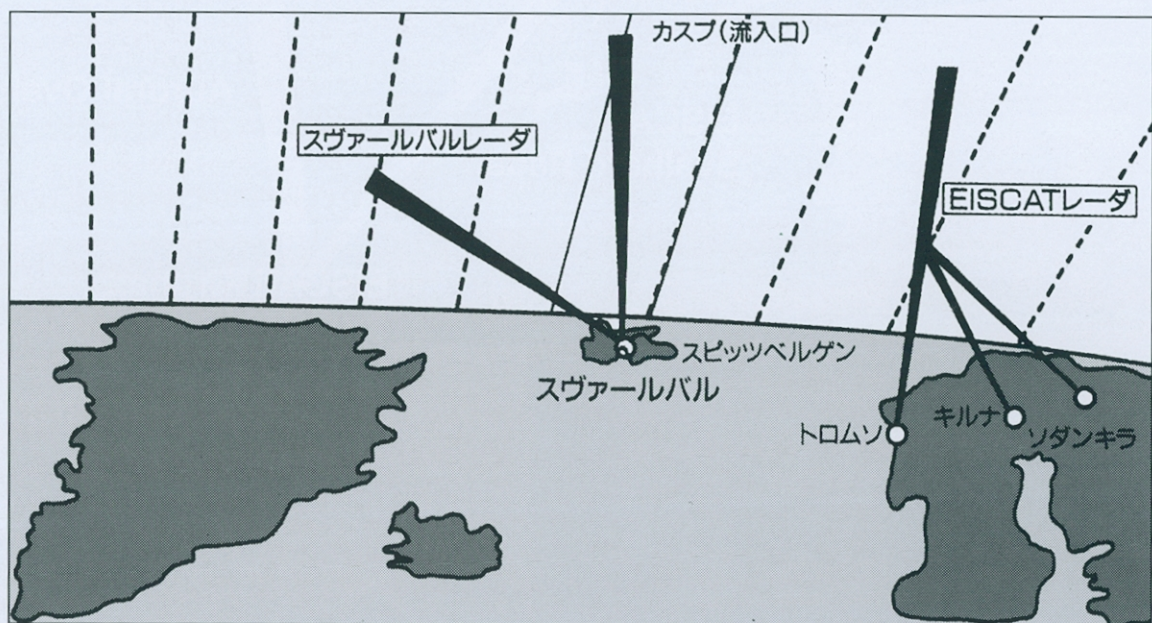 カスプ(流入口)
スヴァールバルレーダ
EISCATレーダ
スピッツベルゲン
スヴァールバル
トロムソ
キルナ
ソダンキラ